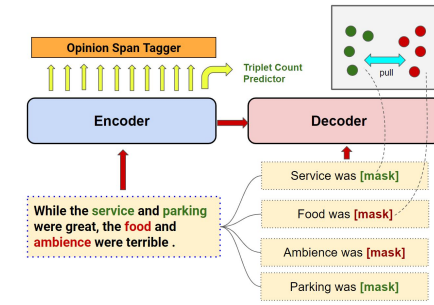 Opinion Span Tagger
Triplet Count
Predictor
pull
Encoder
Decoder
While the service and parking
were great, the food and
ambience were terrible .
Service was [mask]
Food was [mask]
Ambience was [mask]
Parking was [mask]